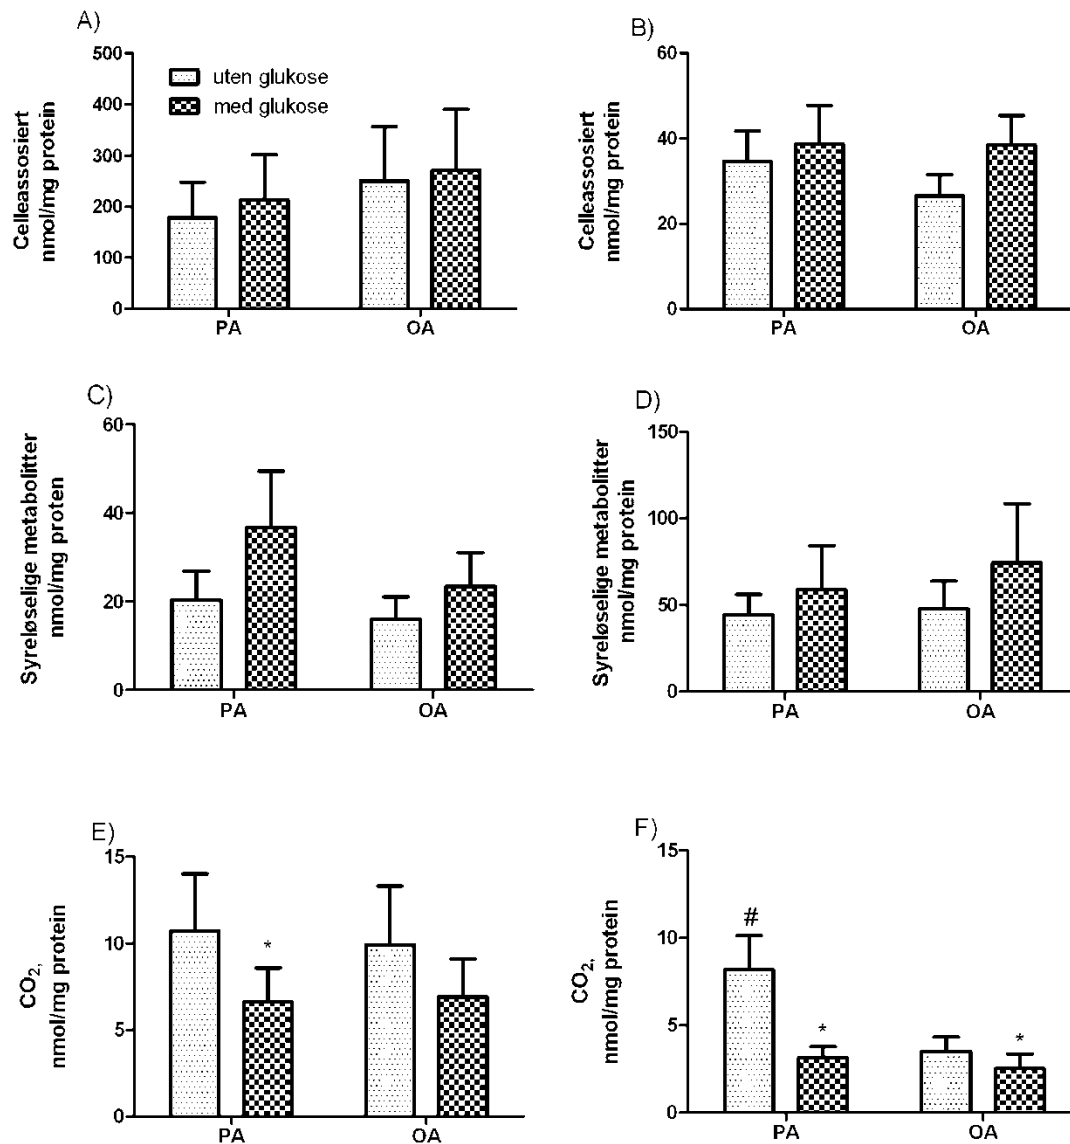 A)
Celleassosiert
nmol/mg protein
500
400
300
200
100
0
uten glukose
med glukose
PA OA
B)
Celleassosiert
nmol/mg protein
60
40
20
0
PA OA
C)
Syreløselige metabolitter
nmol/mg proten
60
40
20
0
PA OA
D)
Syreløselige metabolitter
nmol/mg protein
150
100
50
0
PA OA
E)
CO2,
nmol/mg protein
15
10
5
0
*
PA OA
F)
CO2,
nmol/mg protein
15
10
5
0
#
* *
PA OA